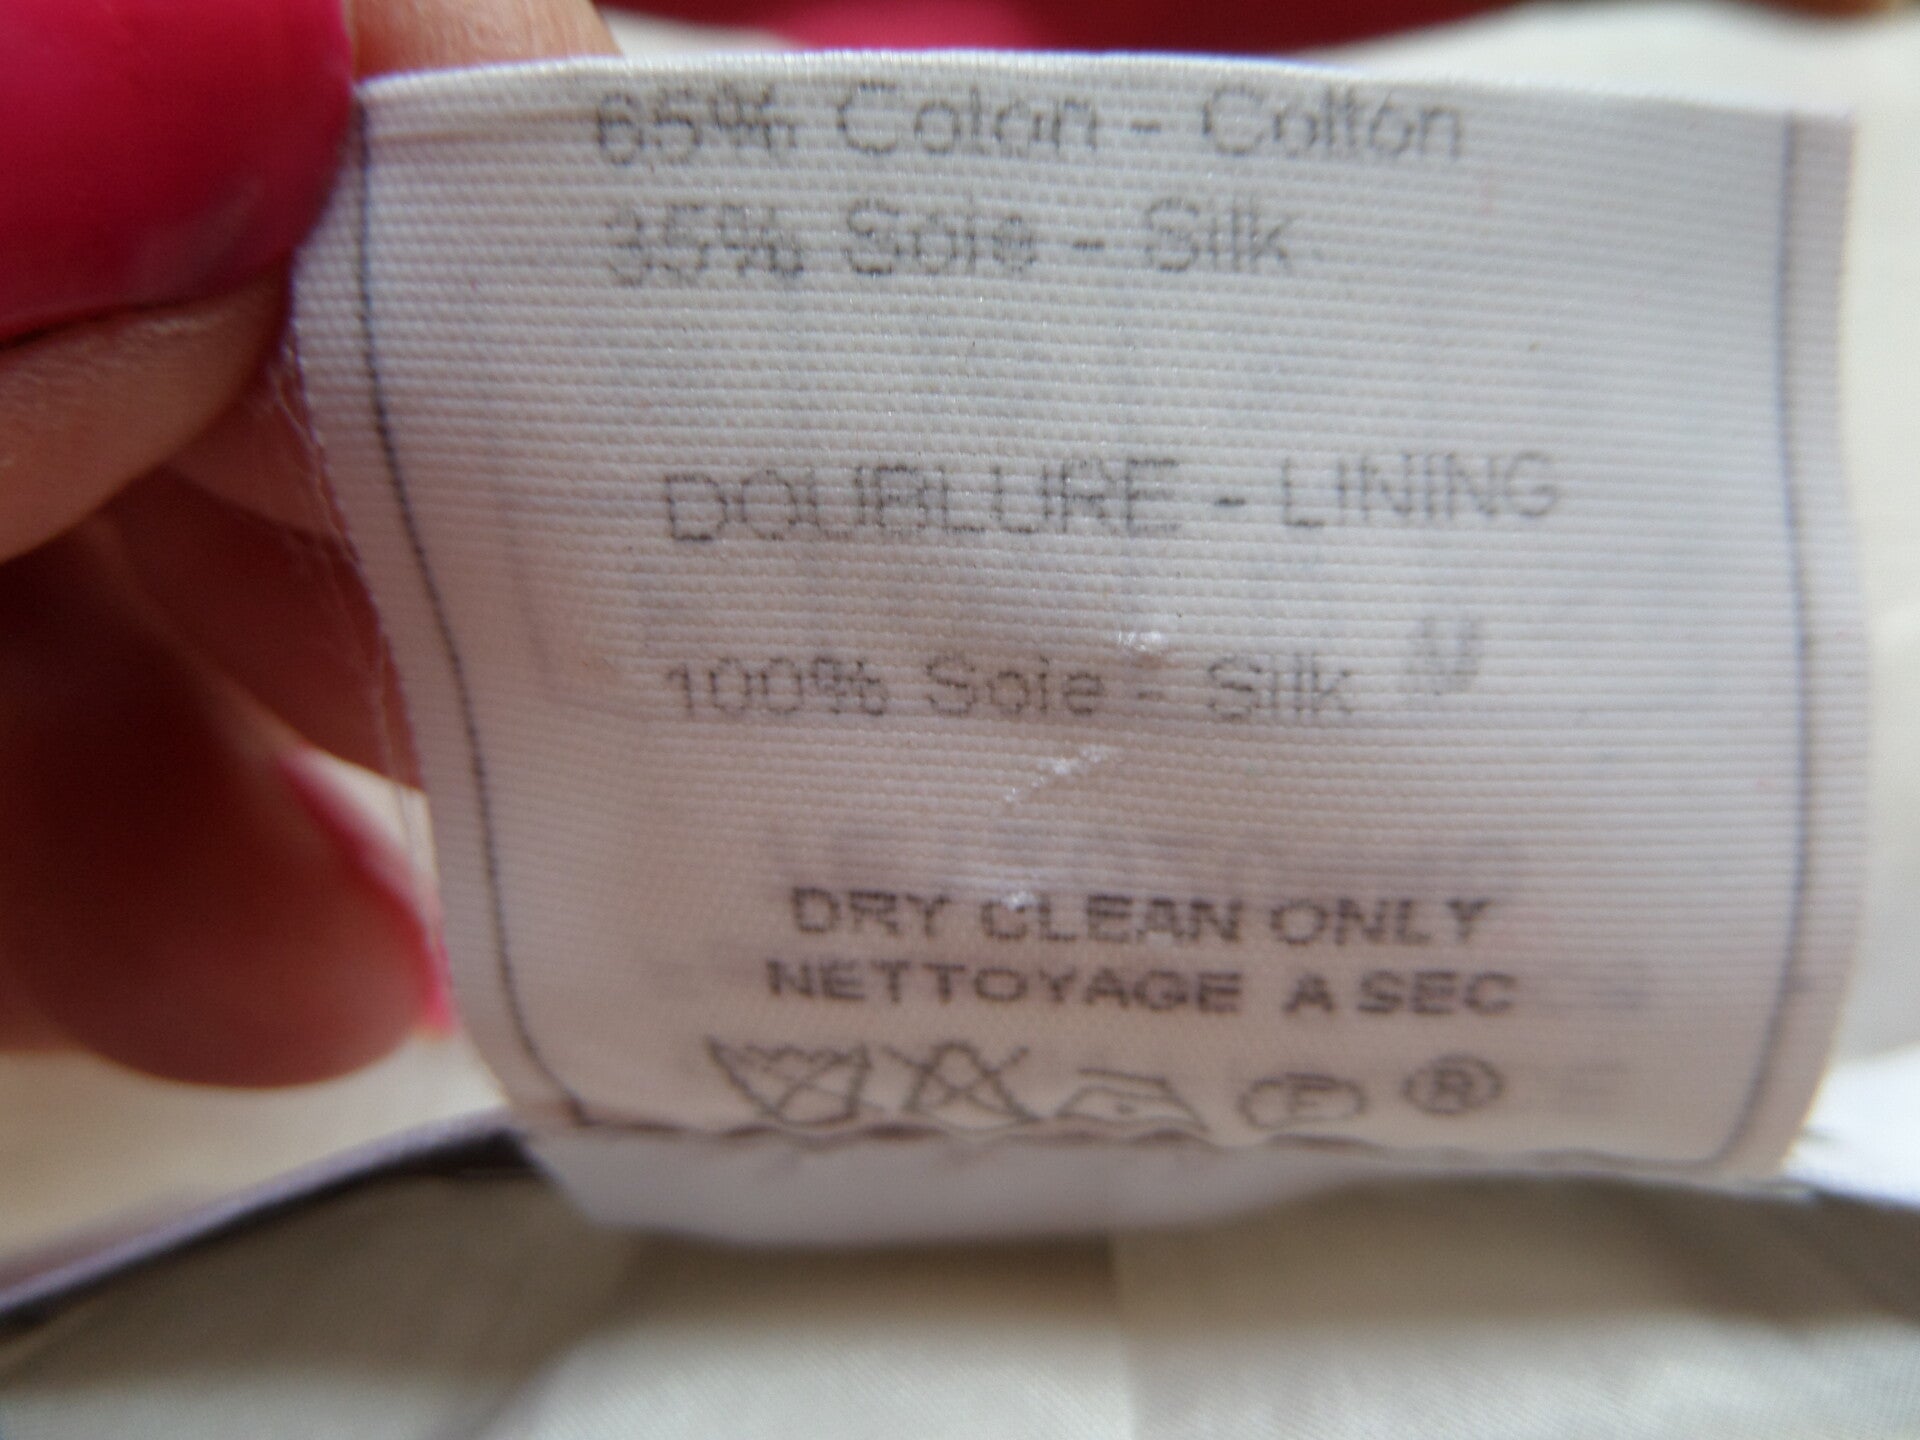 65% Coton - Cotton
35% Soie - Silk
DOUBLURE - LINING
100% Soie - Silk
DRY CLEAN ONLY
NETTOYAGE A SEC
F ®